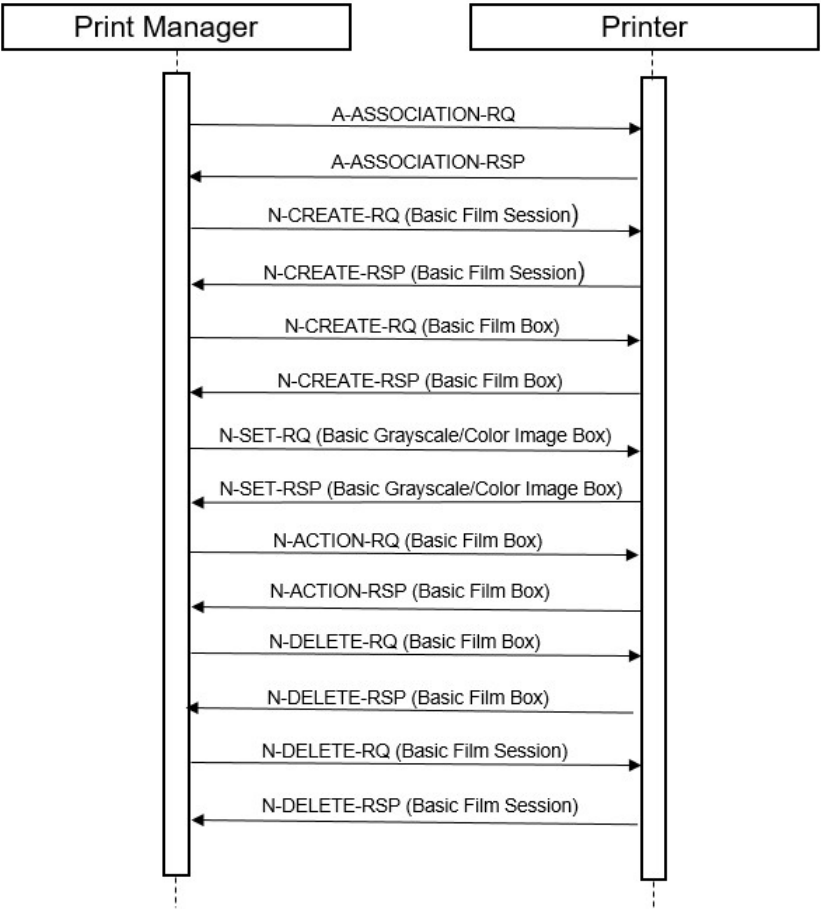 Print Manager
Printer
A-ASSOCIATION-RQ
A-ASSOCIATION-RSP
N-CREATE-RQ (Basic Film Session)
N-CREATE-RSP (Basic Film Session)
N-CREATE-RQ (Basic Film Box)
N-CREATE-RSP (Basic Film Box)
N-SET-RQ (Basic Grayscale/Color Image Box)
N-SET-RSP (Basic Grayscale/Color Image Box)
N-ACTION-RQ (Basic Film Box)
N-ACTION-RSP (Basic Film Box)
N-DELETE-RQ (Basic Film Box)
N-DELETE-RSP (Basic Film Box)
N-DELETE-RQ (Basic Film Session)
N-DELETE-RSP (Basic Film Session)